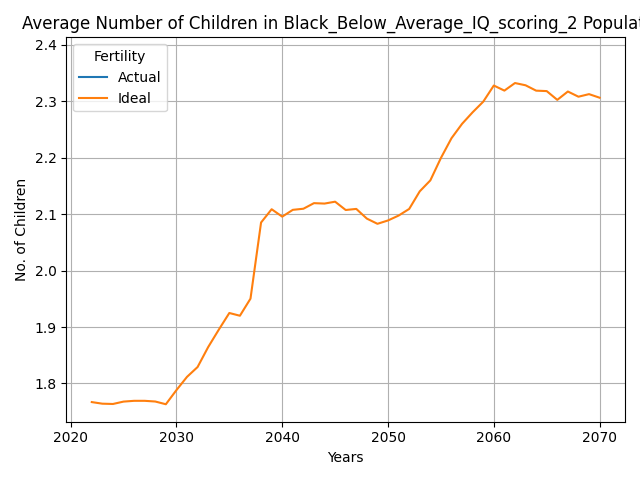 Average Number of Children in Black_Below_Average_IQ_scoring_2 Populat
2.4
2.3
2.2
2.1
2.0
1.9
1.8
No. of Children
Fertility
Actual
Ideal
2020 2030 2040 2050 2060 2070
Years